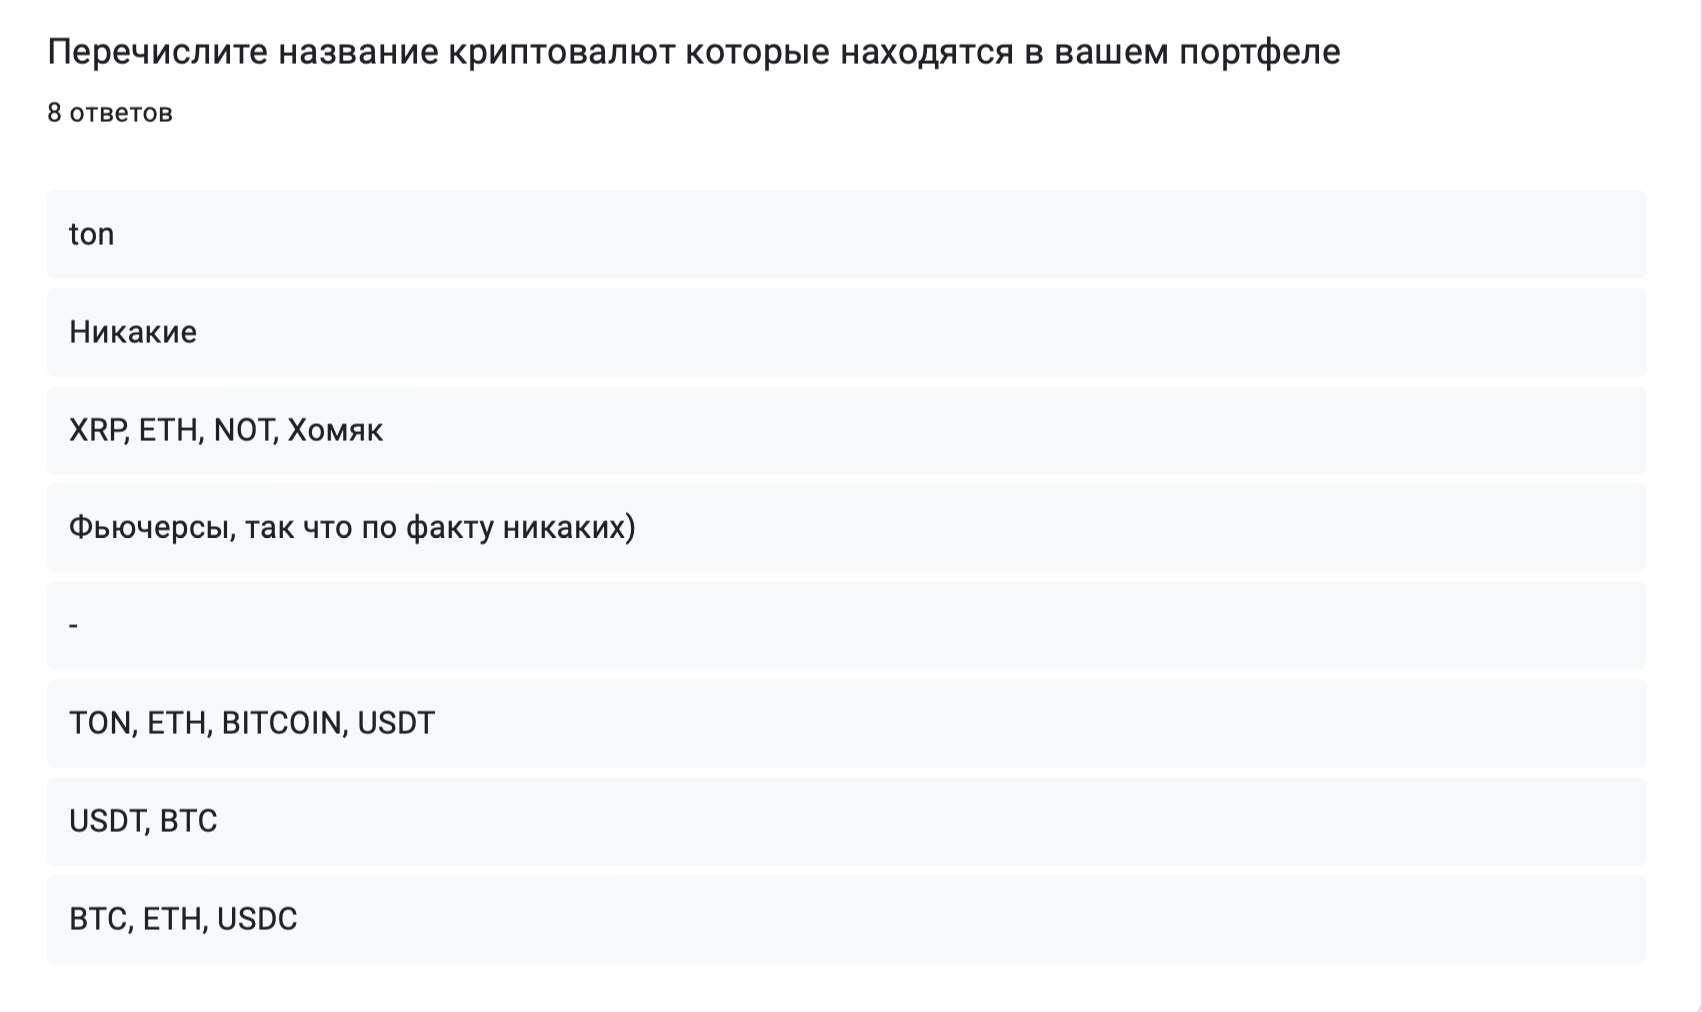 Перечислите название криптовалют которые находятся в вашем портфеле
8 ответов
ton
Никакие
XRP, ETH, NOT, Хомяк
Фьючерсы, так что по факту никаких)
-
TON, ETH, BITCOIN, USDT
USDT, BTC
BTC, ETH, USDC